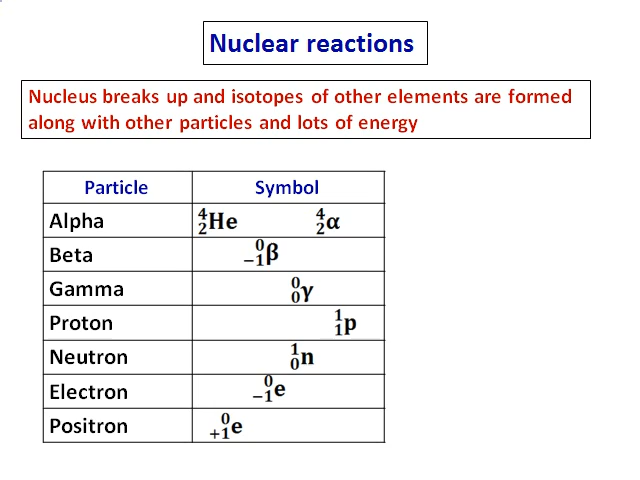 Nuclear reactions
Nucleus breaks up and isotopes of other elements are formed
along with other particles and lots of energy
Particle Symbol
Alpha ⁴₂He ⁴₂α
Beta ⁰₋₁β
Gamma ⁰₀γ
Proton ¹₁p
Neutron ¹₀n
Electron ⁰₋₁e
Positron ⁰₊₁e